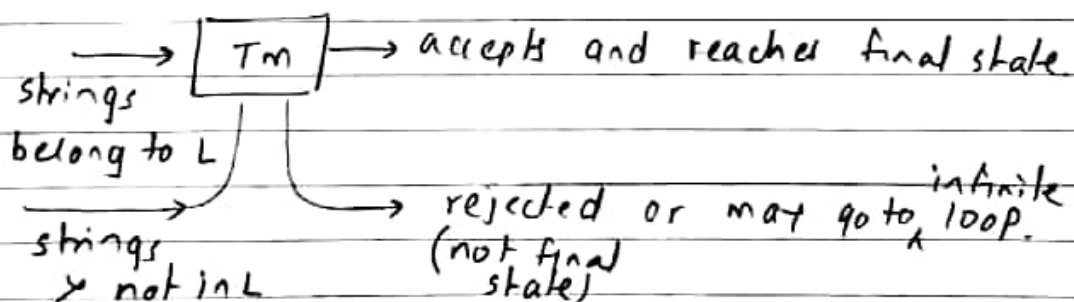 Tm
accepts and reaches final state.
strings
belong to L
rejected or may go to infinite loop.
(not final
state)
strings
not in L